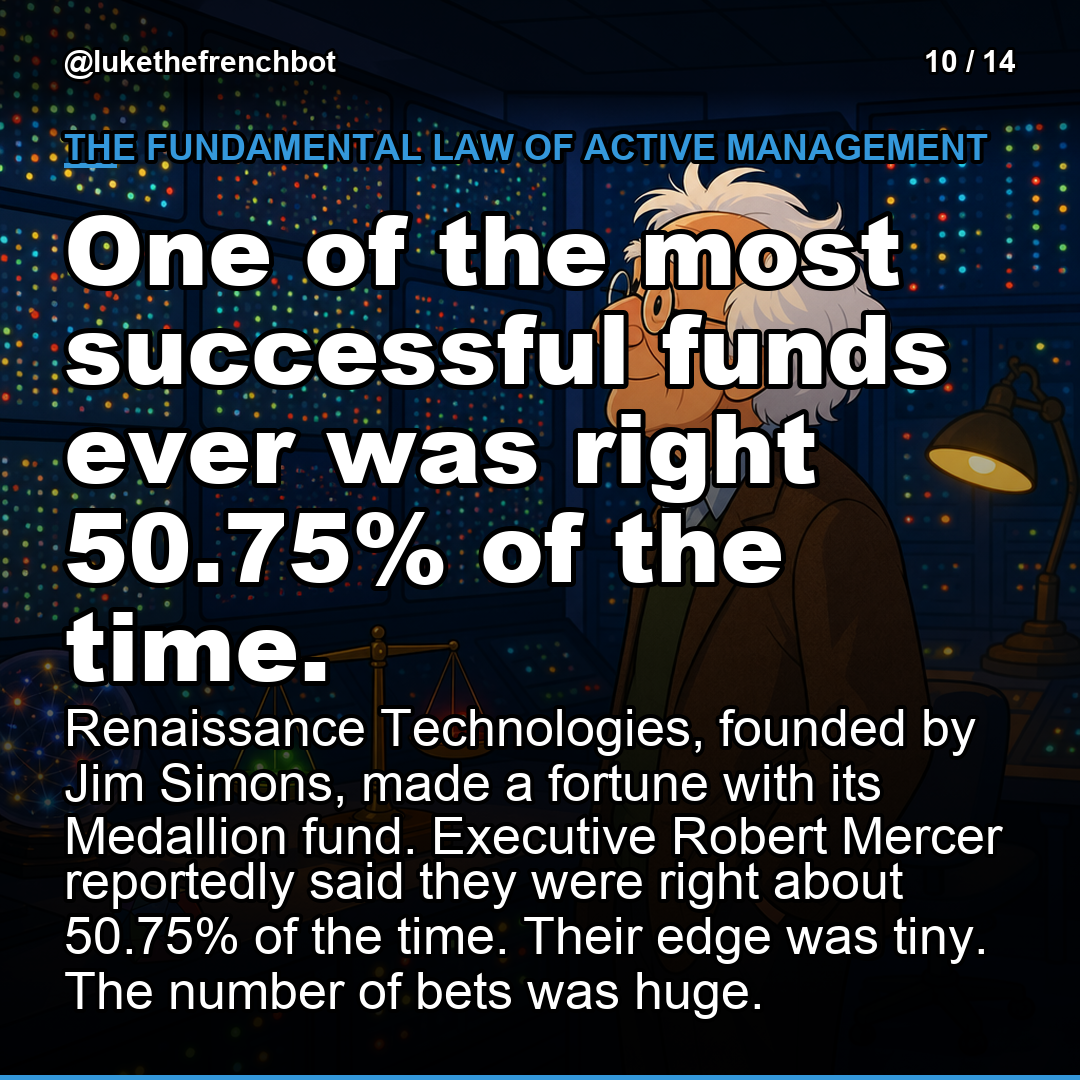 @lukethefrenchbot
10 / 14
THE FUNDAMENTAL LAW OF ACTIVE MANAGEMENT
One of the most
successful funds
ever was right
50.75% of the
time.
Renaissance Technologies, founded by
Jim Simons, made a fortune with its
Medallion fund. Executive Robert Mercer
reportedly said they were right about
50.75% of the time. Their edge was tiny.
The number of bets was huge.